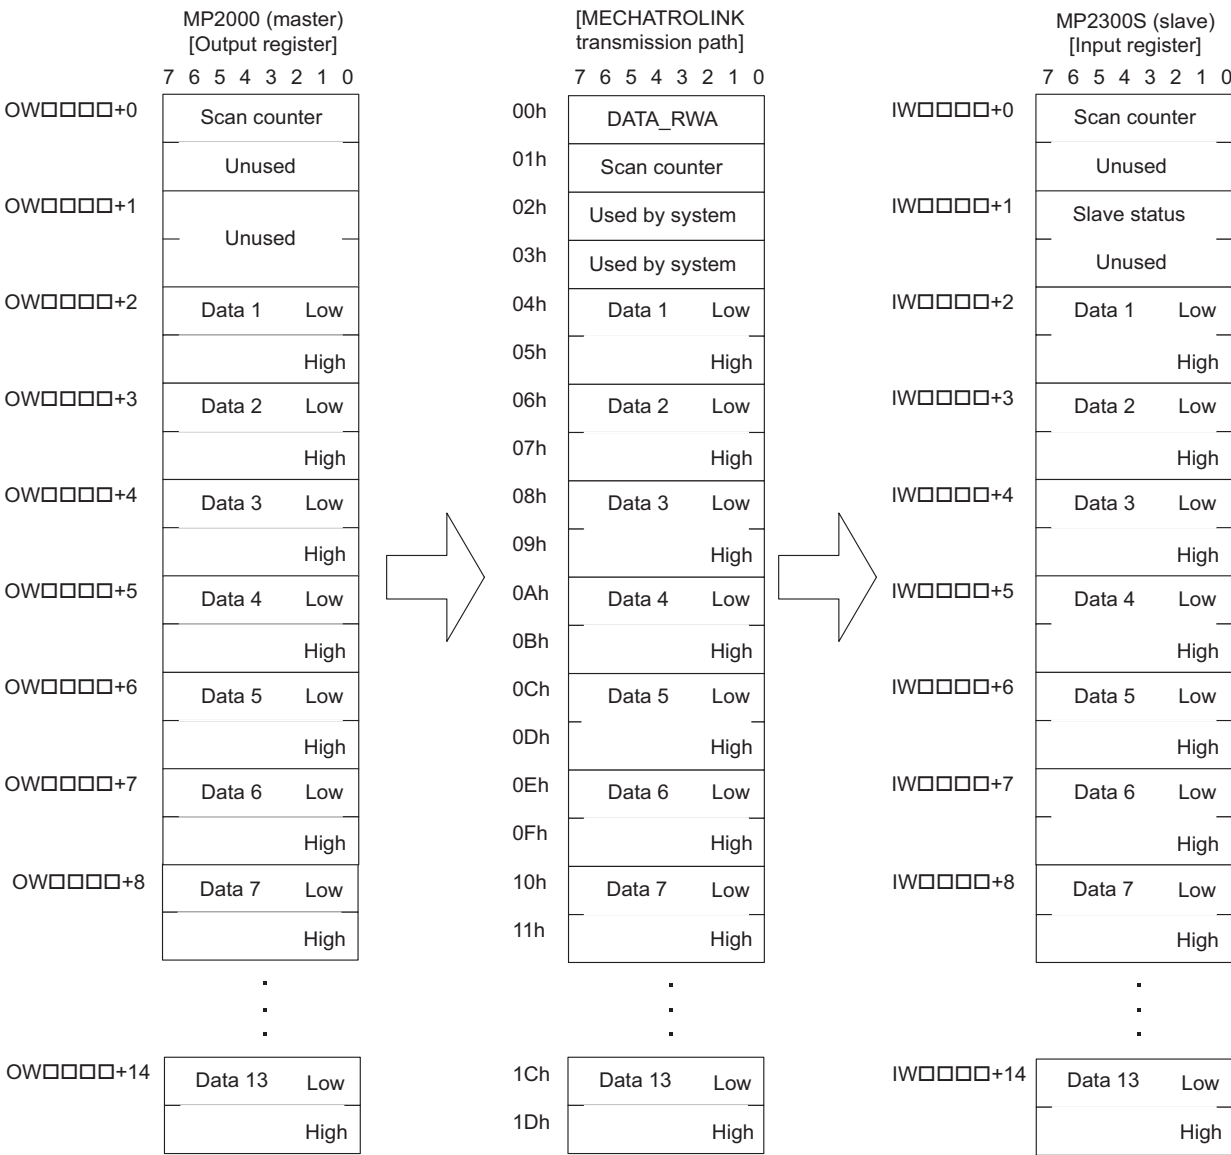 MP2000 (master)
[Output register]
7 6 5 4 3 2 1 0
OW□□□□+0
Scan counter
Unused
OW□□□□+1
Unused
OW□□□□+2
Data 1 Low
High
OW□□□□+3
Data 2 Low
High
OW□□□□+4
Data 3 Low
High
OW□□□□+5
Data 4 Low
High
OW□□□□+6
Data 5 Low
High
OW□□□□+7
Data 6 Low
High
OW□□□□+8
Data 7 Low
High
OW□□□□+14
Data 13 Low
High
[MECHATROLINK
transmission path]
7 6 5 4 3 2 1 0
00h DATA_RWA
01h Scan counter
02h Used by system
03h Used by system
04h Data 1 Low
05h High
06h Data 2 Low
07h High
08h Data 3 Low
09h High
0Ah Data 4 Low
0Bh High
0Ch Data 5 Low
0Dh High
0Eh Data 6 Low
0Fh High
10h Data 7 Low
11h High
1Ch Data 13 Low
1Dh High
MP2300S (slave)
[Input register]
7 6 5 4 3 2 1 0
IW□□□□+0
Scan counter
Unused
IW□□□□+1
Slave status
Unused
IW□□□□+2
Data 1 Low
High
IW□□□□+3
Data 2 Low
High
IW□□□□+4
Data 3 Low
High
IW□□□□+5
Data 4 Low
High
IW□□□□+6
Data 5 Low
High
IW□□□□+7
Data 6 Low
High
IW□□□□+8
Data 7 Low
High
IW□□□□+14
Data 13 Low
High